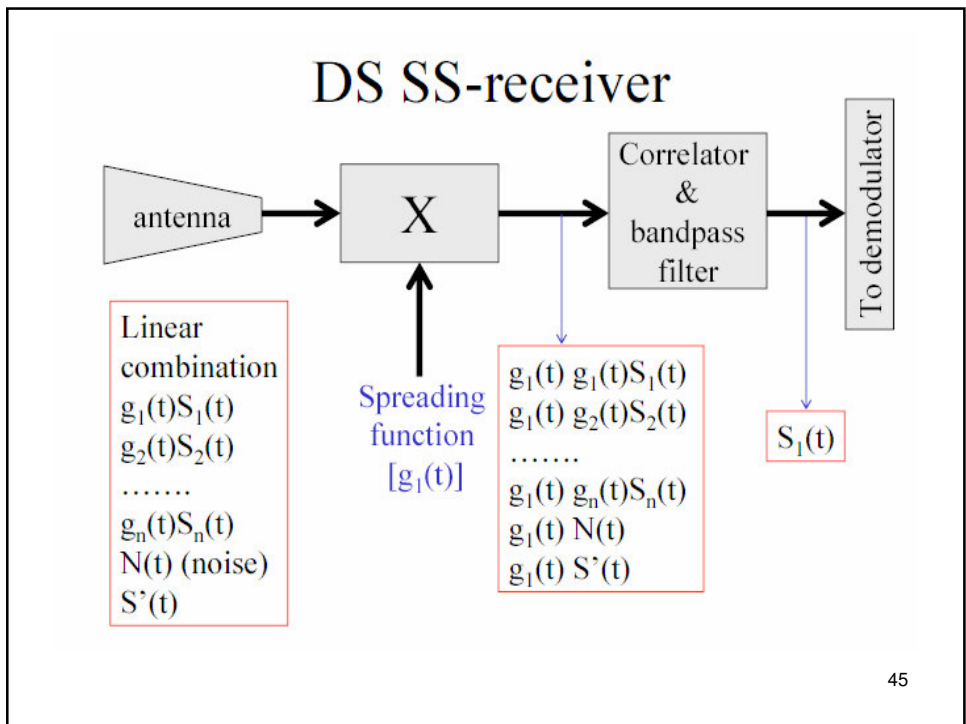 DS SS-receiver
antenna
X
Correlator
&
bandpass
filter
To demodulator
Linear
combination
g₁(t)S₁(t)
g₂(t)S₂(t)
.......
gₙ(t)Sₙ(t)
N(t) (noise)
S’(t)
Spreading
function
[g₁(t)]
g₁(t) g₁(t)S₁(t)
g₁(t) g₂(t)S₂(t)
.......
g₁(t) gₙ(t)Sₙ(t)
g₁(t) N(t)
g₁(t) S’(t)
S₁(t)
45